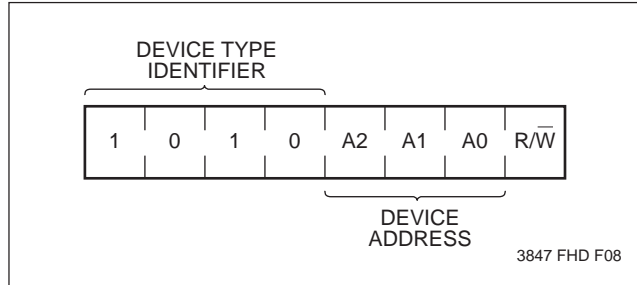 DEVICE TYPE
IDENTIFIER
1 0 1 0 A2 A1 A0 R/W̅
DEVICE
ADDRESS
3847 FHD F08